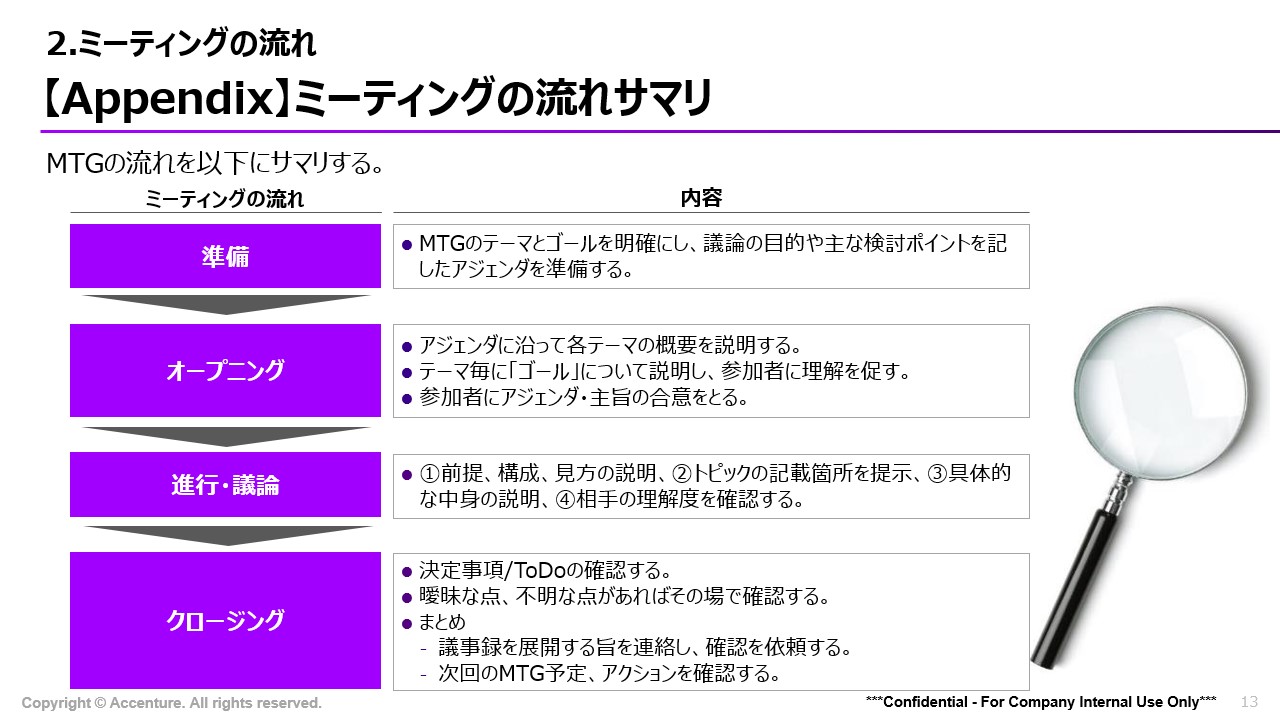 2.ミーティングの流れ
【Appendix】ミーティングの流れサマリ
MTGの流れを以下にサマリする。
ミーティングの流れ
内容
準備
● MTGのテーマとゴールを明確にし、議論の目的や主な検討ポイントを記
したアジェンダを準備する。
オープニング
● アジェンダに沿って各テーマの概要を説明する。
● テーマ毎に「ゴール」について説明し、参加者に理解を促す。
● 参加者にアジェンダ・主旨の合意をとる。
進行・議論
● ①前提、構成、見方の説明、②トピックの記載箇所を提示、③具体的
な中身の説明、④相手の理解度を確認する。
クロージング
● 決定事項/ToDoの確認する。
● 曖昧な点、不明な点があればその場で確認する。
● まとめ
- 議事録を展開する旨を連絡し、確認を依頼する。
- 次回のMTG予定、アクションを確認する。
Copyright © Accenture. All rights reserved.
***Confidential - For Company Internal Use Only***
13